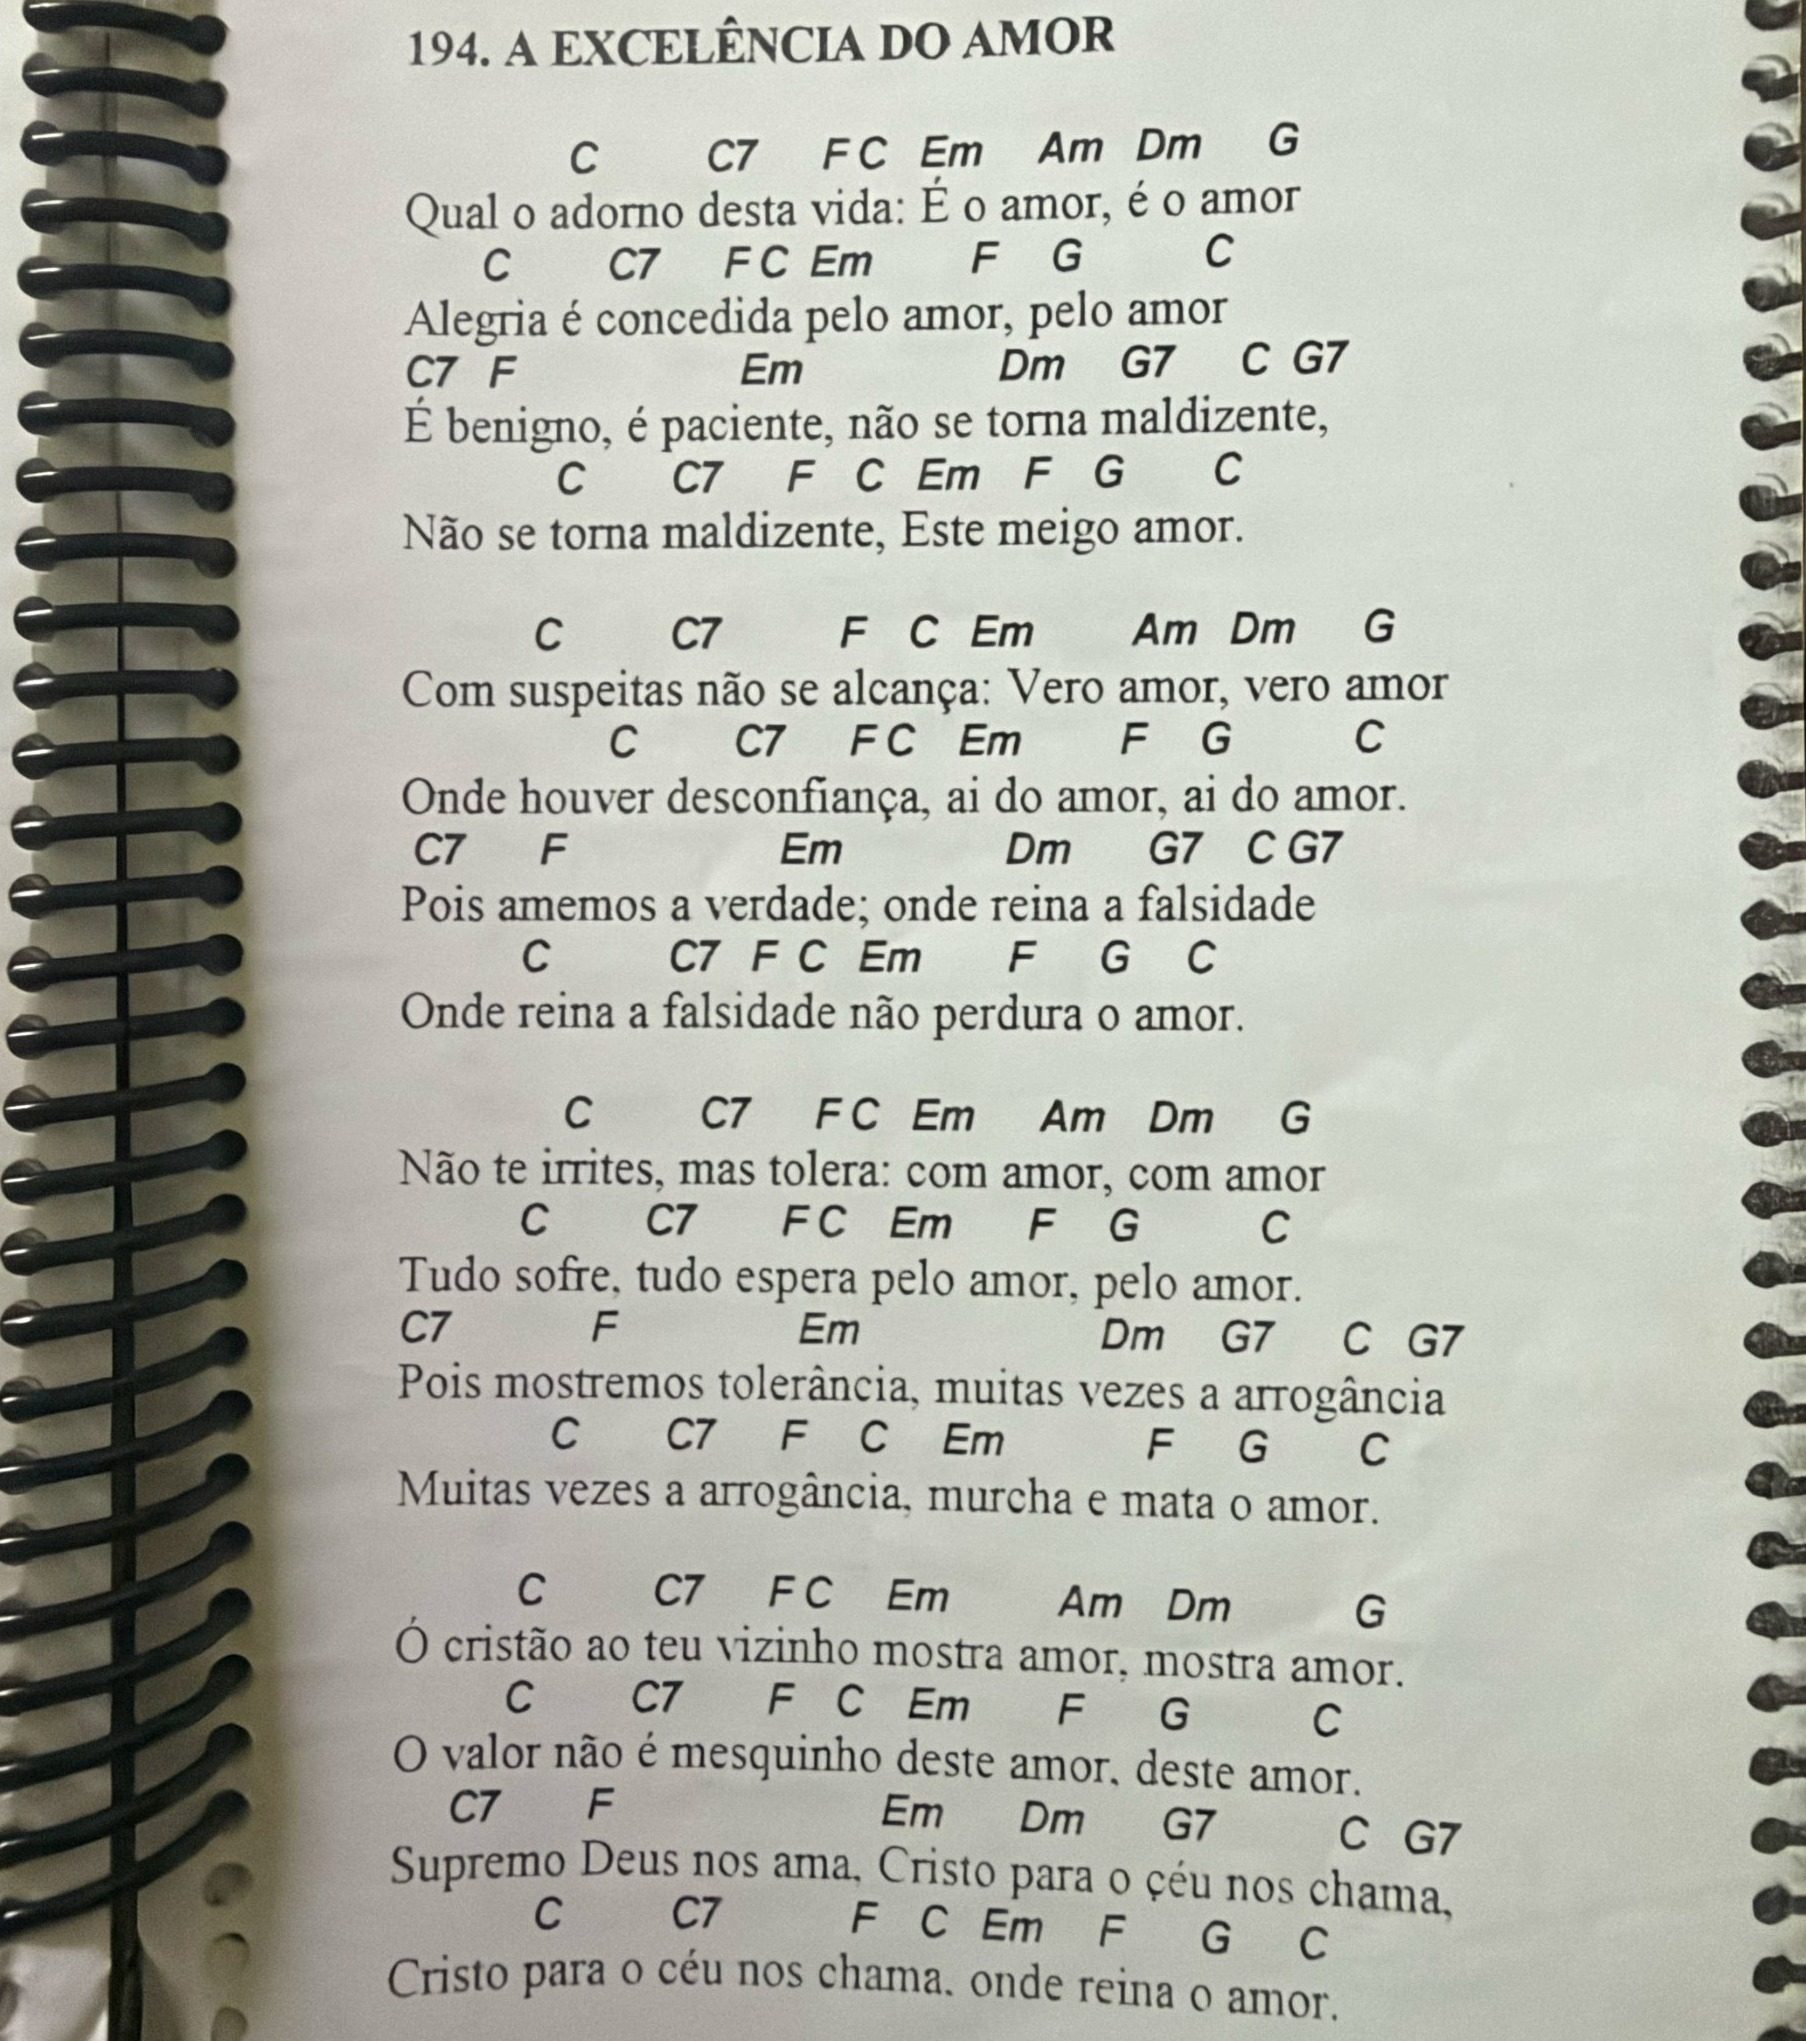 194. A EXCELÊNCIA DO AMOR
C C7 F C Em Am Dm G
Qual o adorno desta vida: É o amor, é o amor
C C7 F C Em F G C
Alegria é concedida pelo amor, pelo amor
C7 F Em Dm G7 C G7
É benigno, é paciente, não se torna maldizente,
C C7 F C Em F G C
Não se torna maldizente, Este meigo amor.
C C7 F C Em Am Dm G
Com suspeitas não se alcança: Vero amor, vero amor
C C7 F C Em F G C
Onde houver desconfiança, ai do amor, ai do amor.
C7 F Em Dm G7 C G7
Pois amemos a verdade; onde reina a falsidade
C C7 F C Em F G C
Onde reina a falsidade não perdura o amor.
C C7 F C Em Am Dm G
Não te irrites, mas tolera: com amor, com amor
C C7 F C Em F G C
Tudo sofre, tudo espera pelo amor, pelo amor.
C7 F Em Dm G7 C G7
Pois mostremos tolerância, muitas vezes a arrogância
C C7 F C Em F G C
Muitas vezes a arrogância, murcha e mata o amor.
C C7 F C Em Am Dm G
Ó cristão ao teu vizinho mostra amor, mostra amor.
C C7 F C Em F G C
O valor não é mesquinho deste amor, deste amor.
C7 F Em Dm G7 C G7
Supremo Deus nos ama, Cristo para o çéu nos chama,
C C7 F C Em F G C
Cristo para o céu nos chama, onde reina o amor.